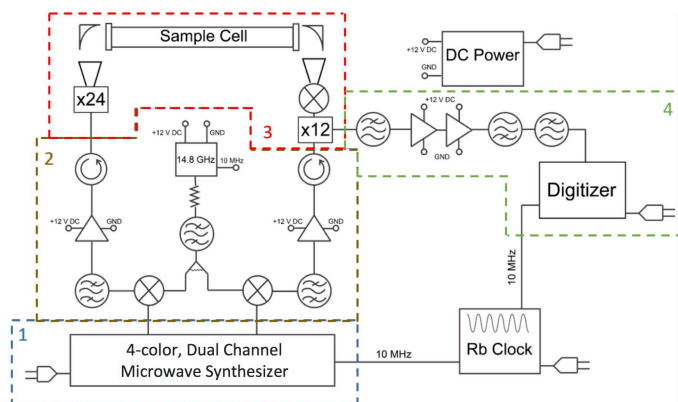 Sample Cell
+12 V DC
GND
DC Power
x24
x12
3
4
+12 V DC
GND
Digitizer
2
+12 V DC
GND
14.8 GHz
10 MHz
+12 V DC
GND
+12 V DC
GND
10 MHz
1
4-color, Dual Channel
Microwave Synthesizer
10 MHz
Rb Clock